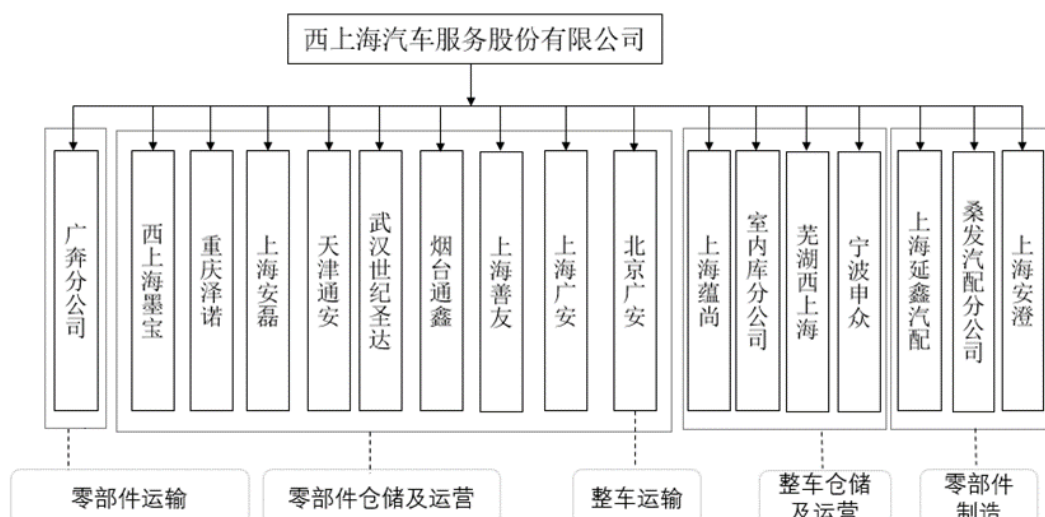 西上海汽车服务股份有限公司
广奔分公司
西上海墨宝
重庆泽诺
上海安磊
天津通安
武汉世纪圣达
烟台通鑫
上海善友
上海广安
北京广安
上海蕴尚
室内库分公司
芜湖西上海
宁波申众
上海延鑫汽配
桑发汽配分公司
上海安澄
零部件运输
零部件仓储及运营
整车运输
整车仓储
及运营
零部件
制造